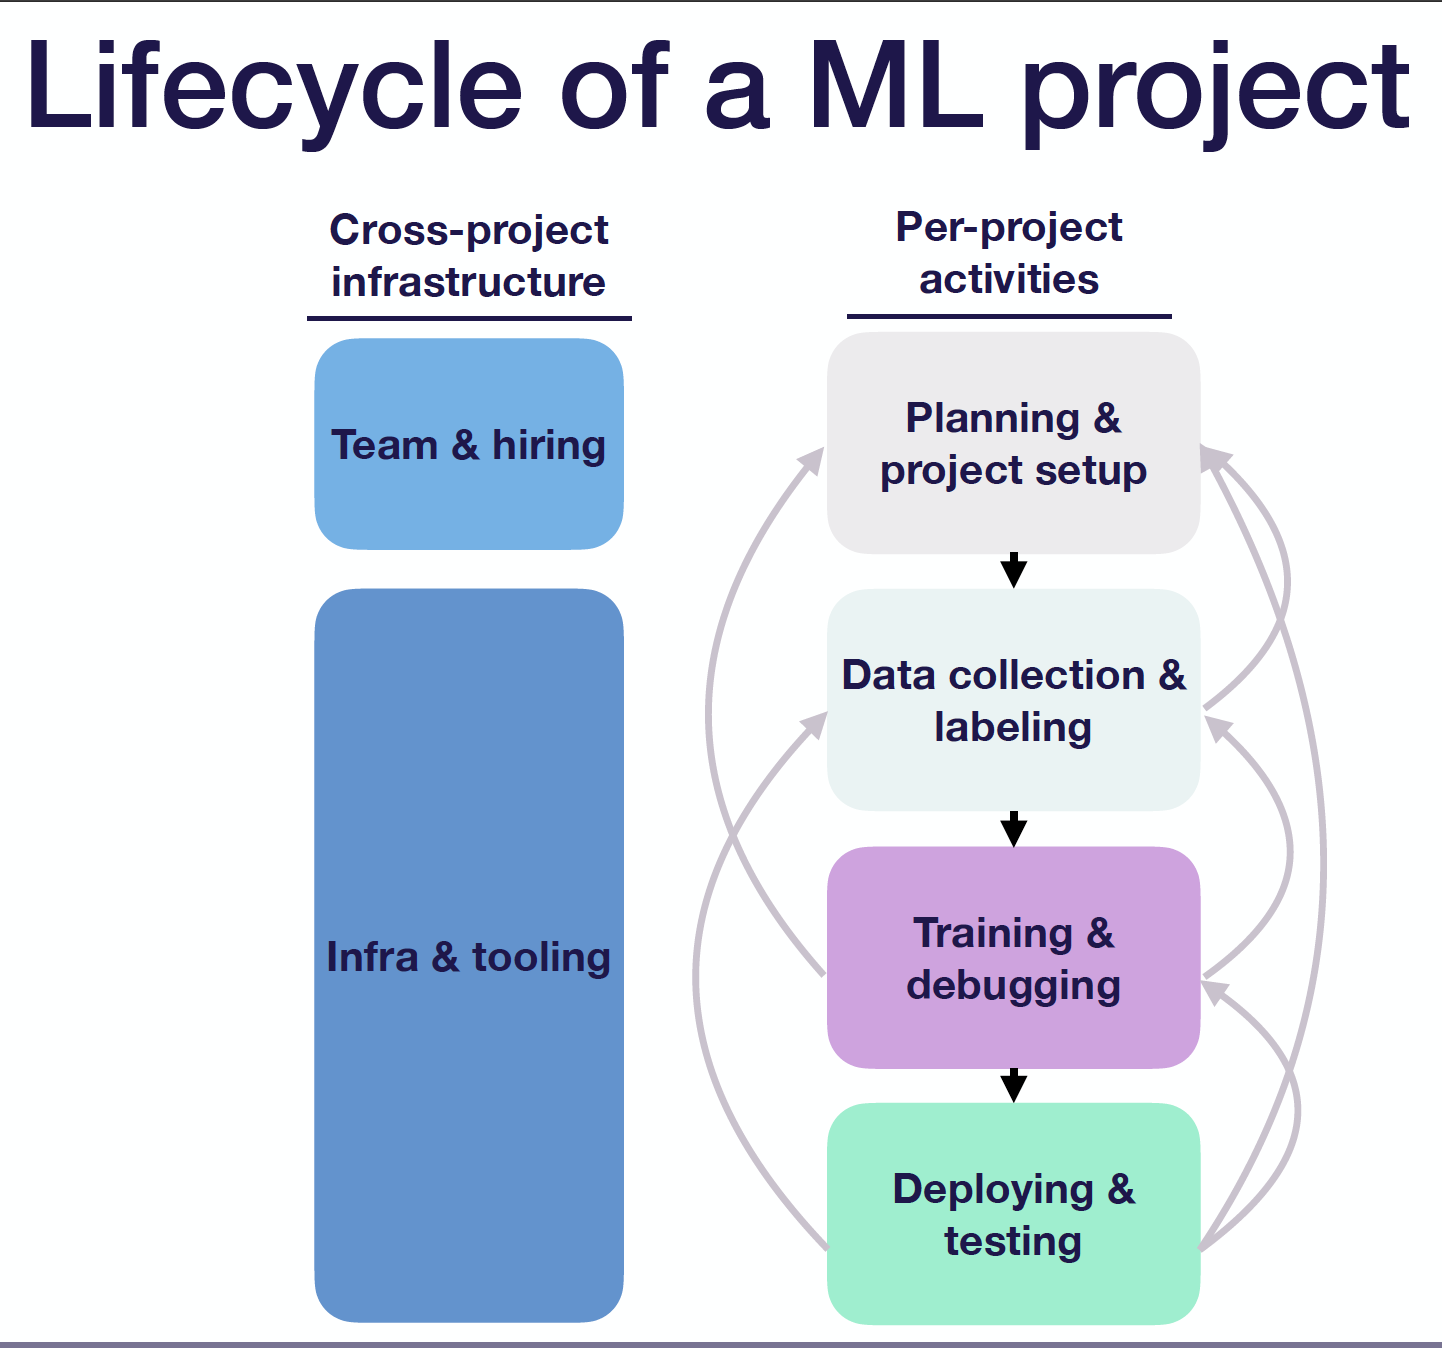 Lifecycle of a ML project
Cross-project
infrastructure
Team & hiring
Infra & tooling
Per-project
activities
Planning &
project setup
Data collection &
labeling
Training &
debugging
Deploying &
testing